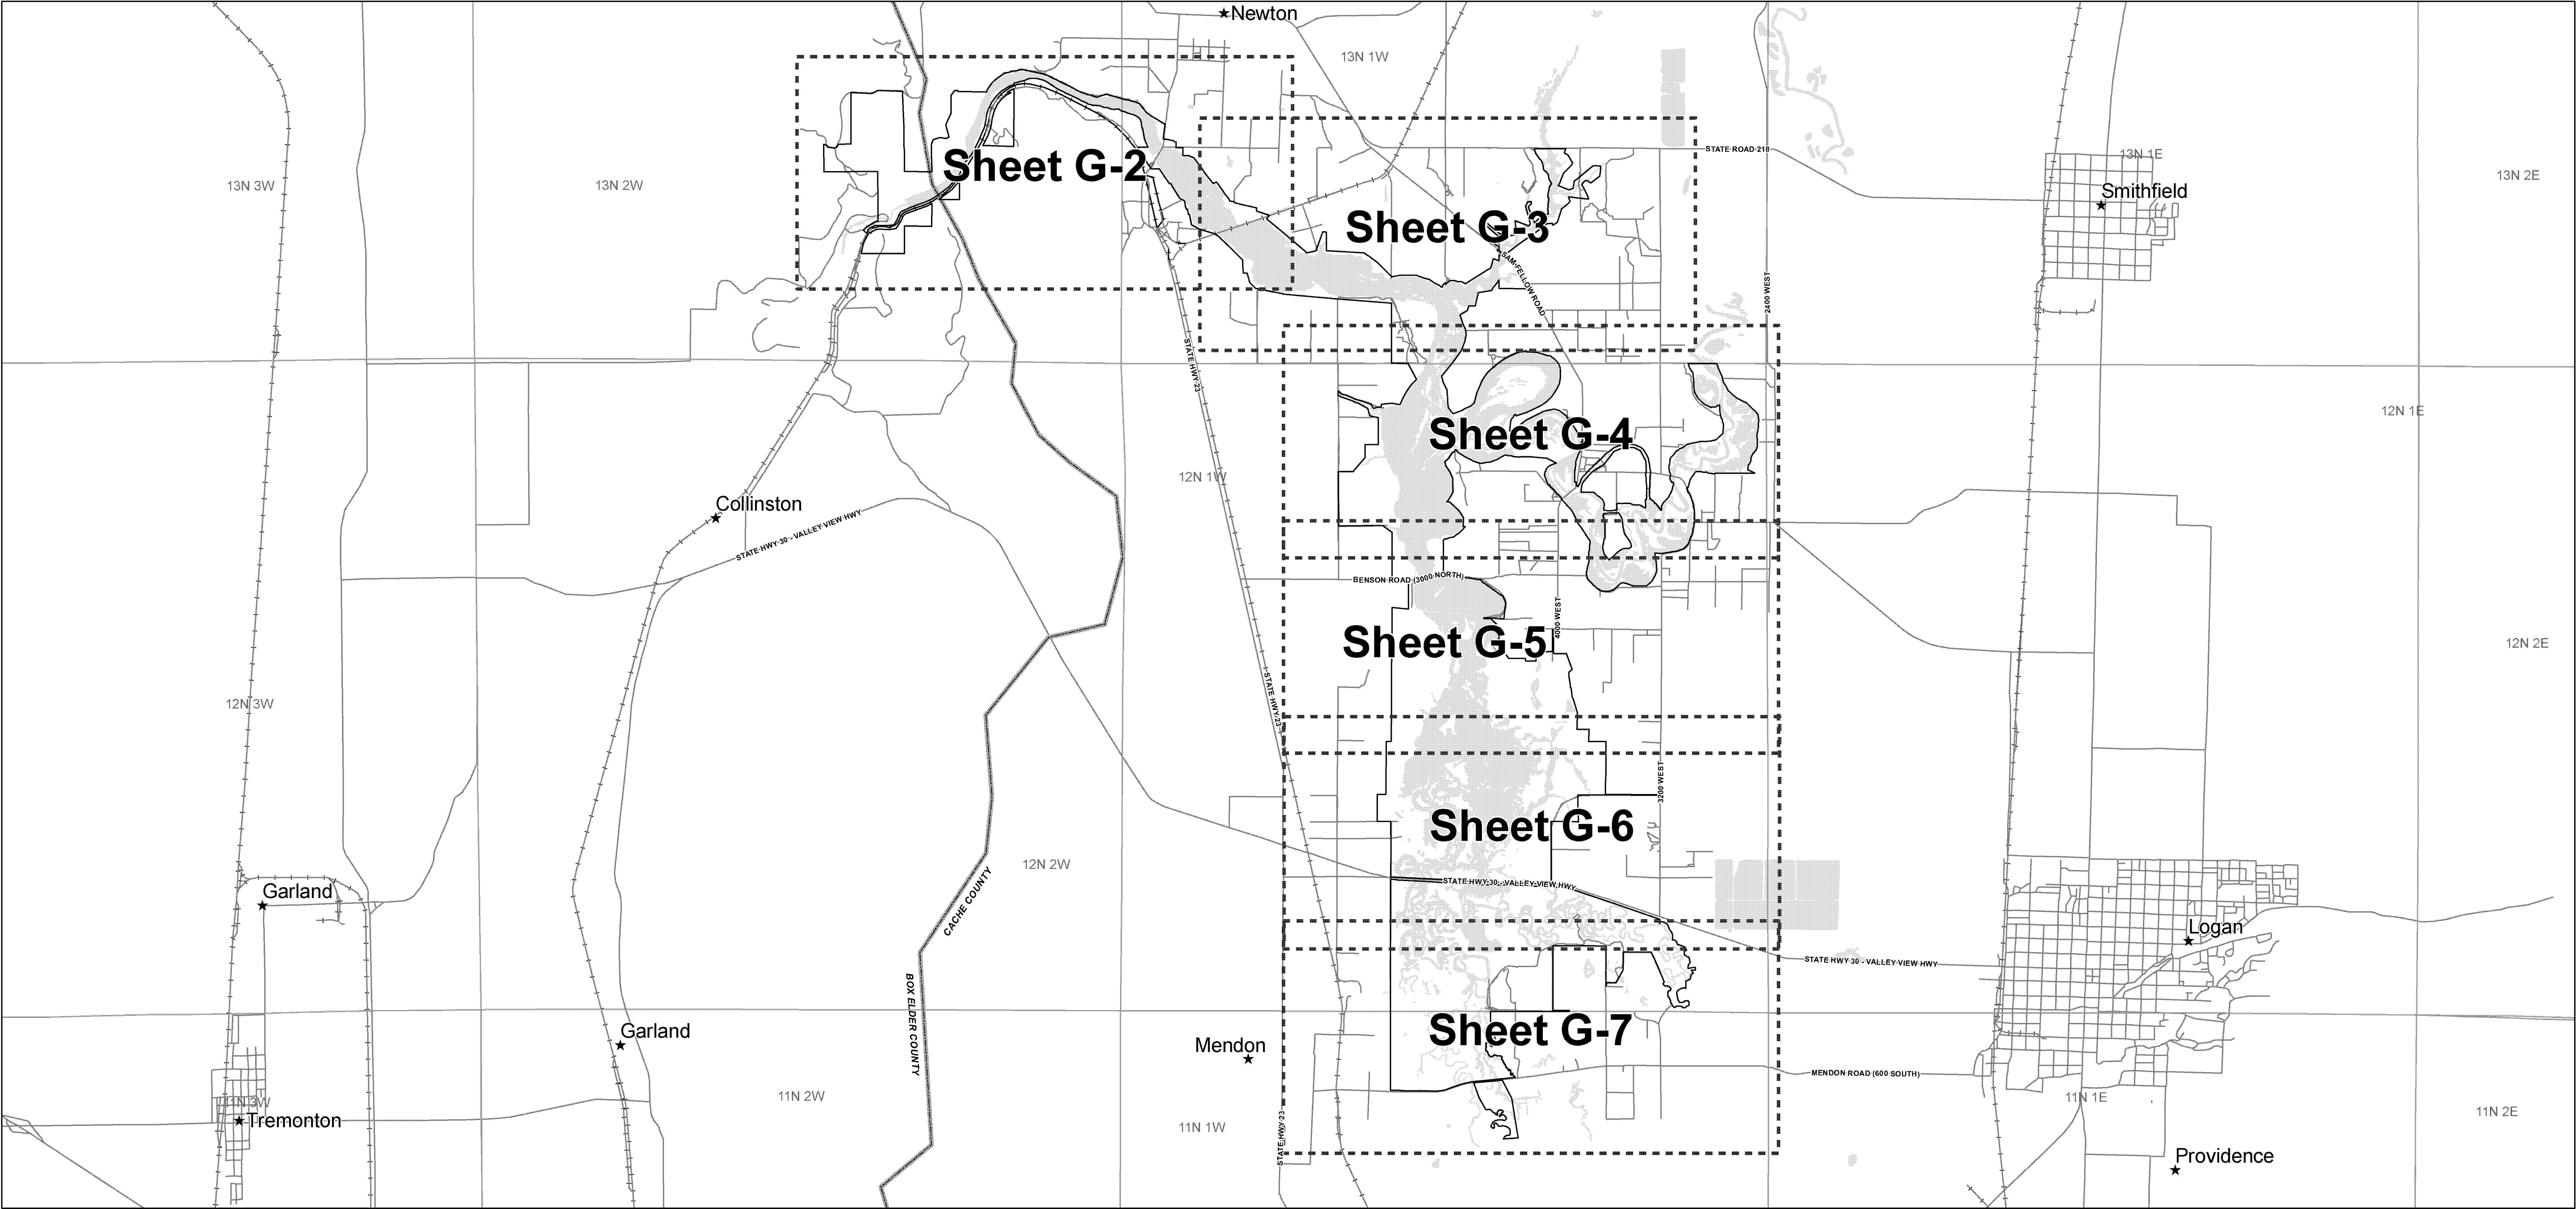 Newton
13N 1W
STATE ROAD 218
13N 1E
Sheet G-2
13N 3W
13N 2W
13N 2E
Smithfield
Sheet G-3
SAM FELLOW ROAD
2400 WEST
STATE HWY 23
12N 1E
Sheet G-4
12N 1W
Collinston
STATE HWY 30 - VALLEY VIEW HWY
BENSON ROAD (3000 NORTH)
4000 WEST
Sheet G-5
12N 2E
STATE HWY 23
12N 3W
3200 WEST
Sheet G-6
12N 2W
STATE HWY 30 - VALLEY VIEW HWY
Garland
CACHE COUNTY
Logan
STATE HWY 30 - VALLEY VIEW HWY
BOX ELDER COUNTY
Garland
Sheet G-7
Mendon
MENDON ROAD (600 SOUTH)
11N 3W
11N 2W
11N 1E
Tremonton
11N 1W
11N 2E
STATE HWY 23
Providence